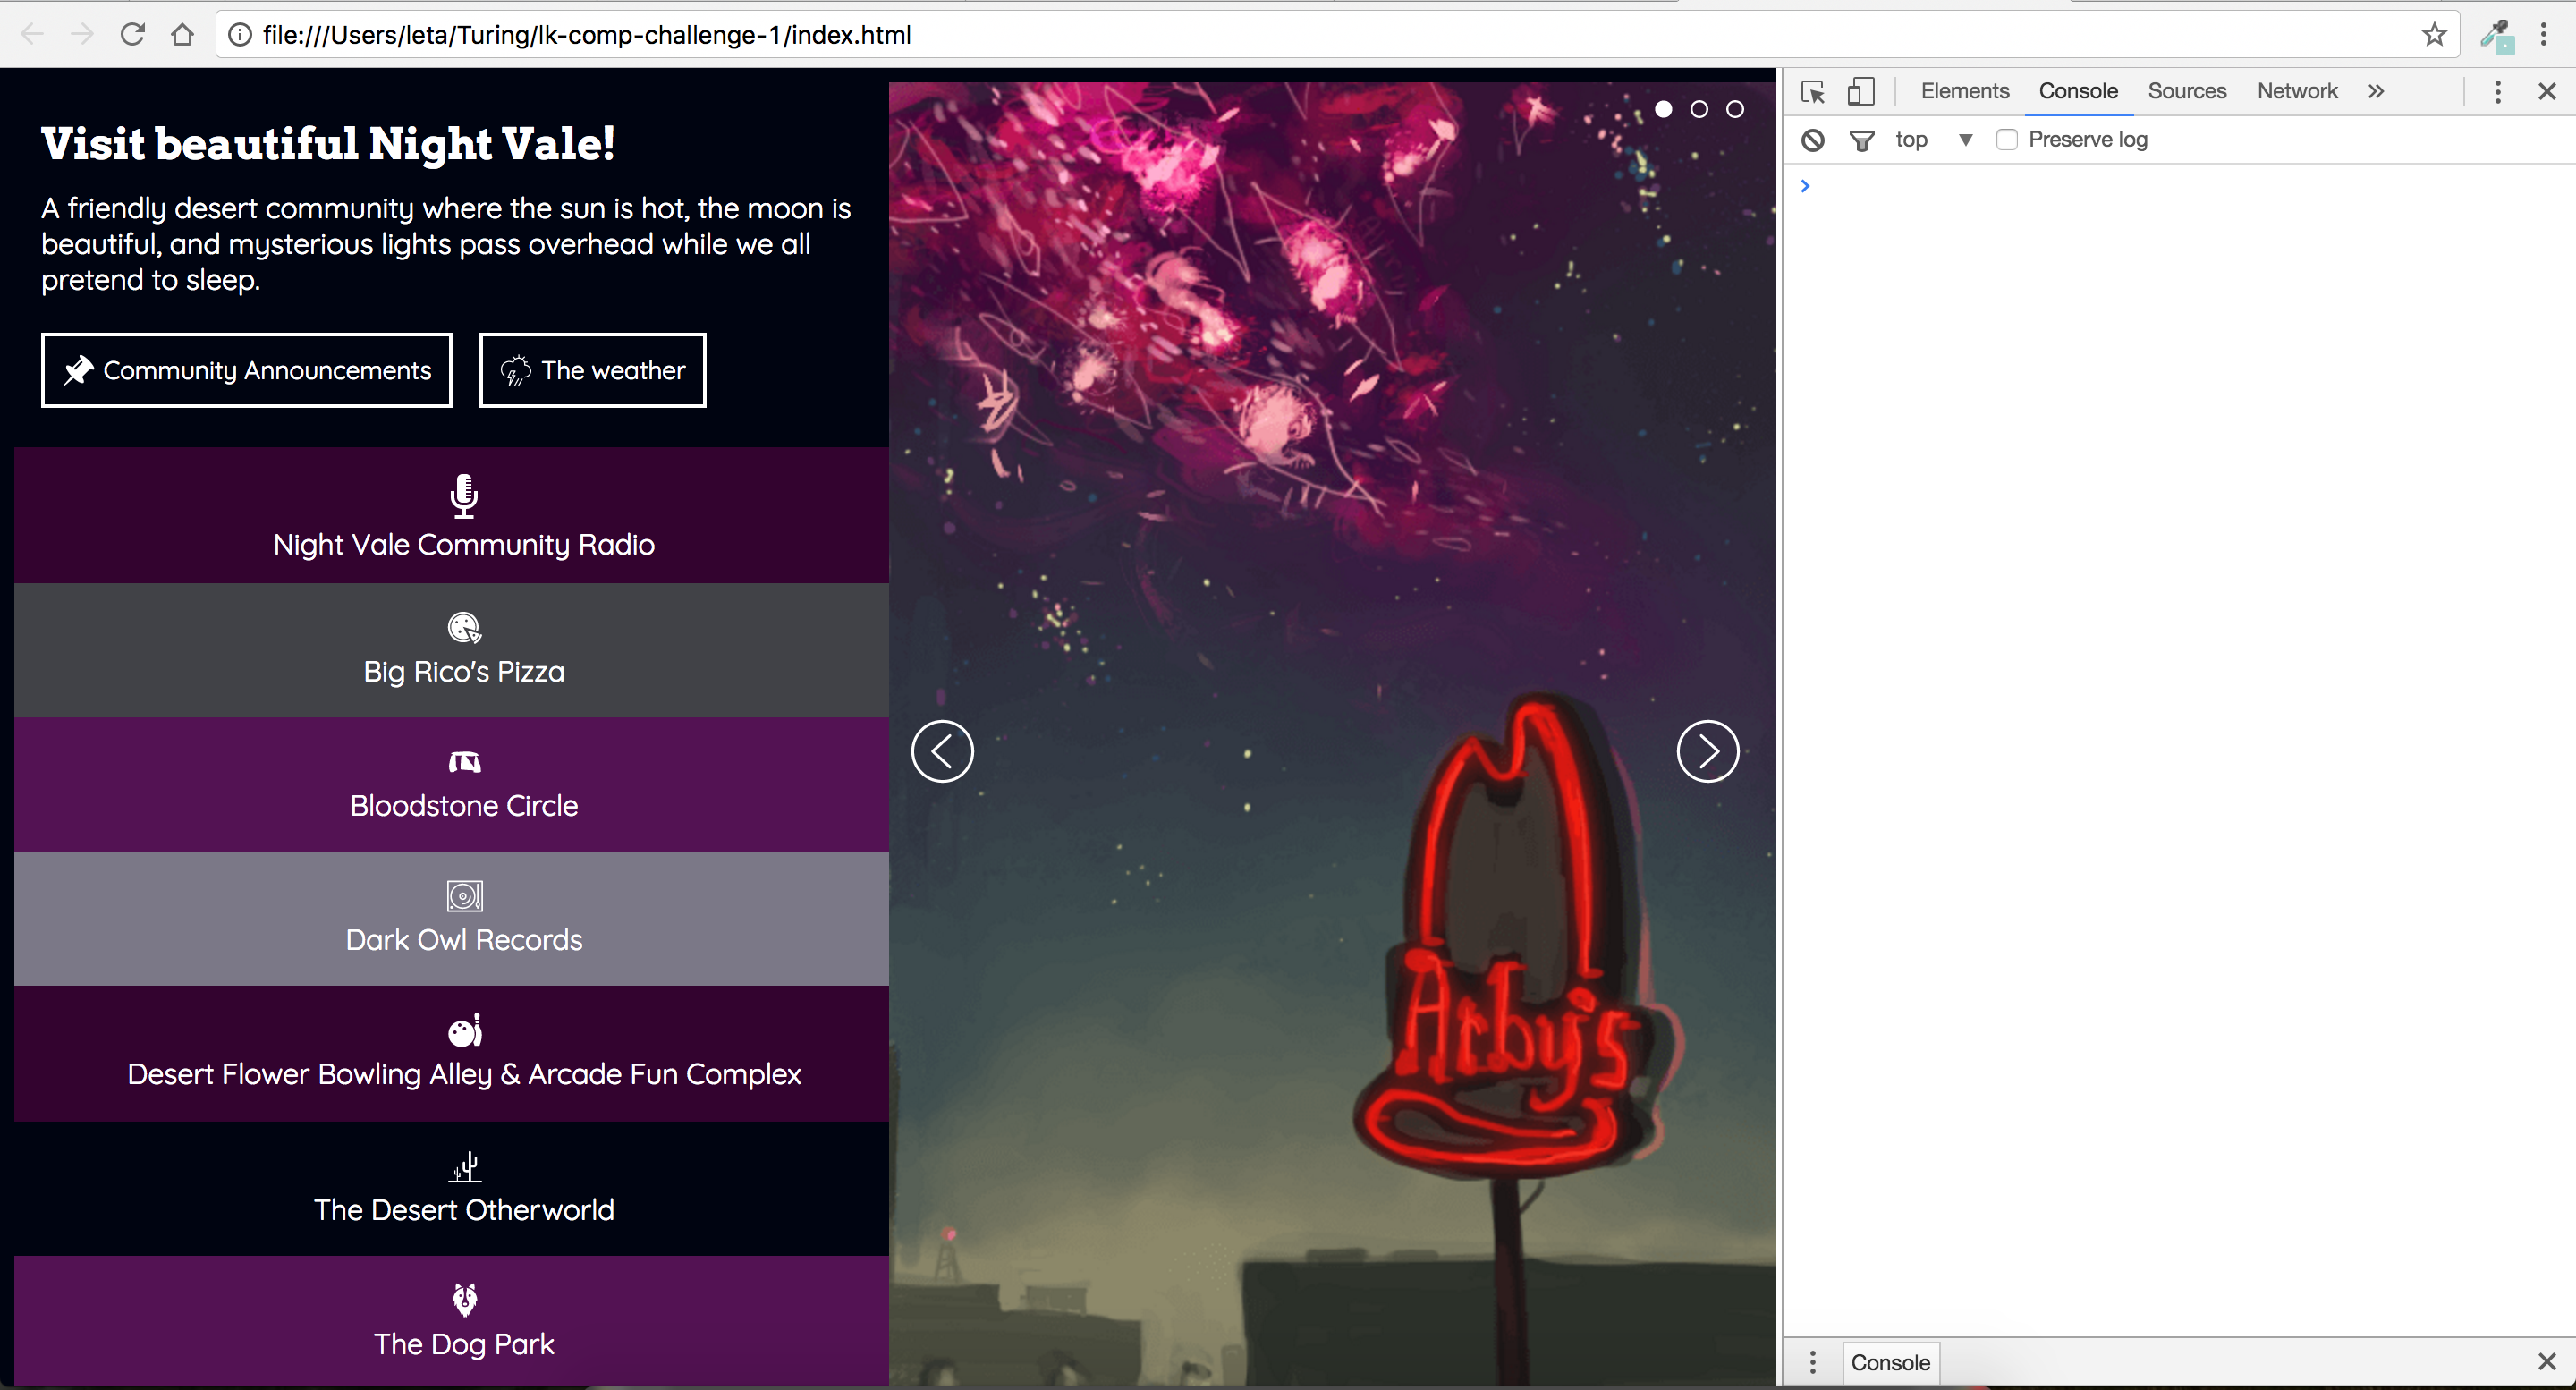 file:///Users/leta/Turing/lk-comp-challenge-1/index.html
Elements Console Sources Network »
top Preserve log
Visit beautiful Night Vale!
A friendly desert community where the sun is hot, the moon is
beautiful, and mysterious lights pass overhead while we all
pretend to sleep.
Community Announcements
The weather
Night Vale Community Radio
Big Rico's Pizza
Bloodstone Circle
Dark Owl Records
Desert Flower Bowling Alley & Arcade Fun Complex
The Desert Otherworld
The Dog Park
Arby's
Console